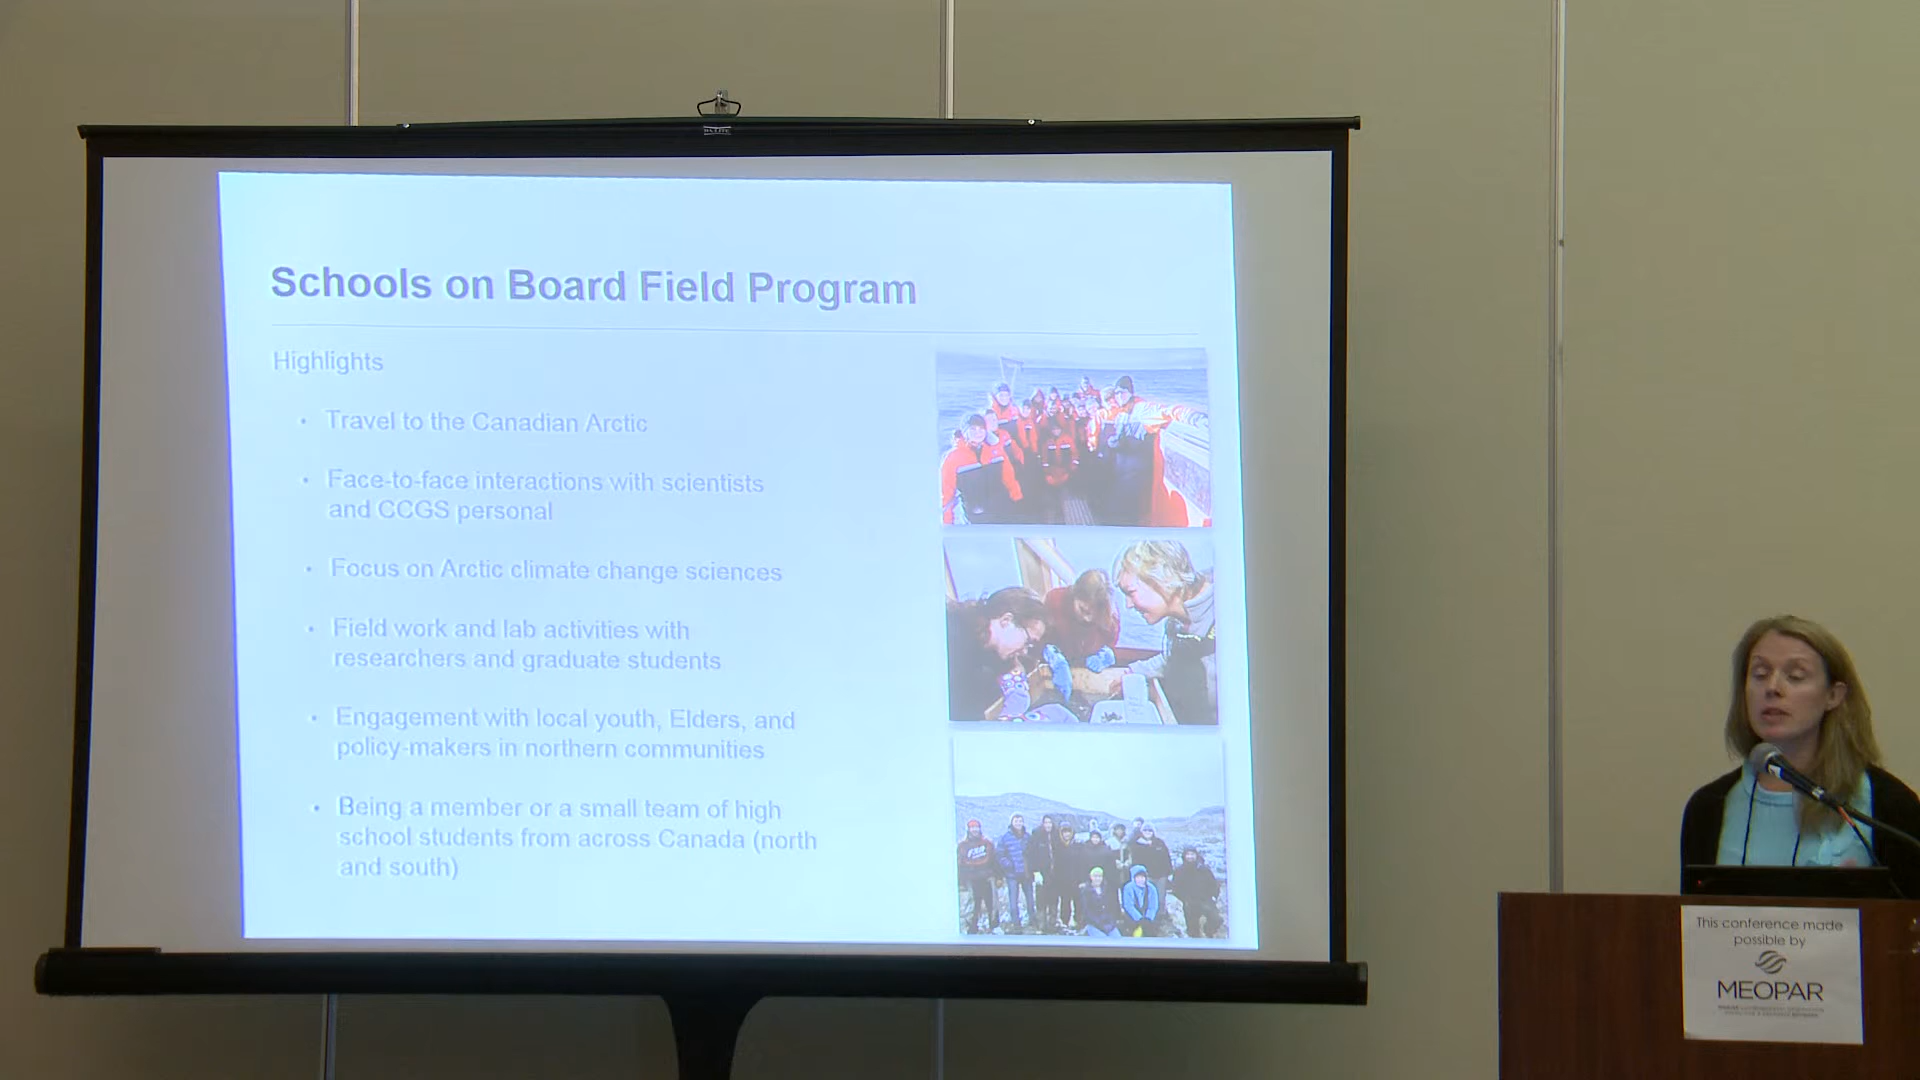 Schools on Board Field Program
Highlights
• Travel to the Canadian Arctic
• Face-to-face interactions with scientists
and CCGS personal
• Focus on Arctic climate change sciences
• Field work and lab activities with
researchers and graduate students
• Engagement with local youth, Elders, and
policy-makers in northern communities
• Being a member or a small team of high
school students from across Canada (north
and south)
This conference made
possible by
MEOPAR